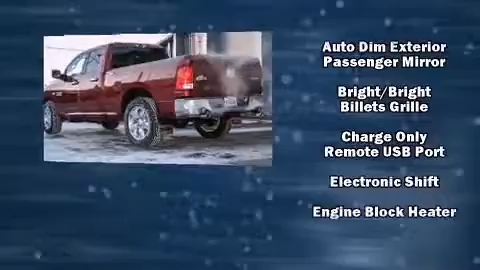 Auto Dim Exterior
Passenger Mirror
Bright/Bright
Billets Grille
Charge Only
Remote USB Port
Electronic Shift
Engine Block Heater